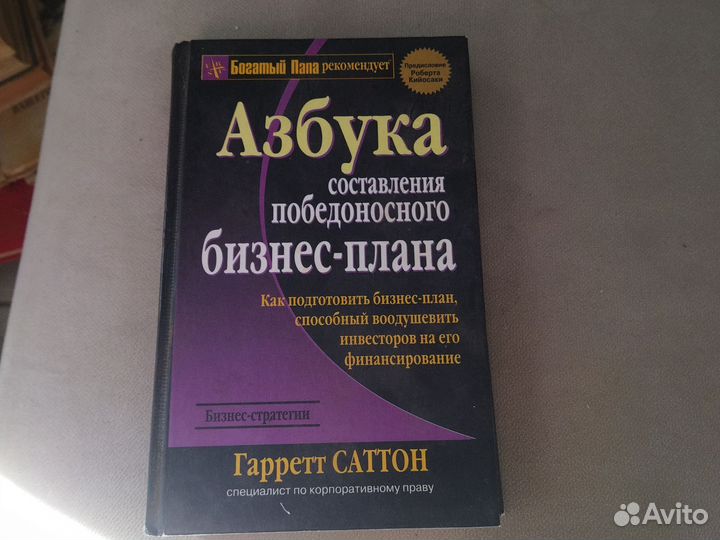 Богатый Папа рекомендует
Предисловие
Роберта
Кийосаки
Азбука
составления
победоносного
бизнес-плана
Как подготовить бизнес-план,
способный воодушевить
инвесторов на его
финансирование
Бизнес-стратегии
Гарретт САТТОН
специалист по корпоративному праву
Avito